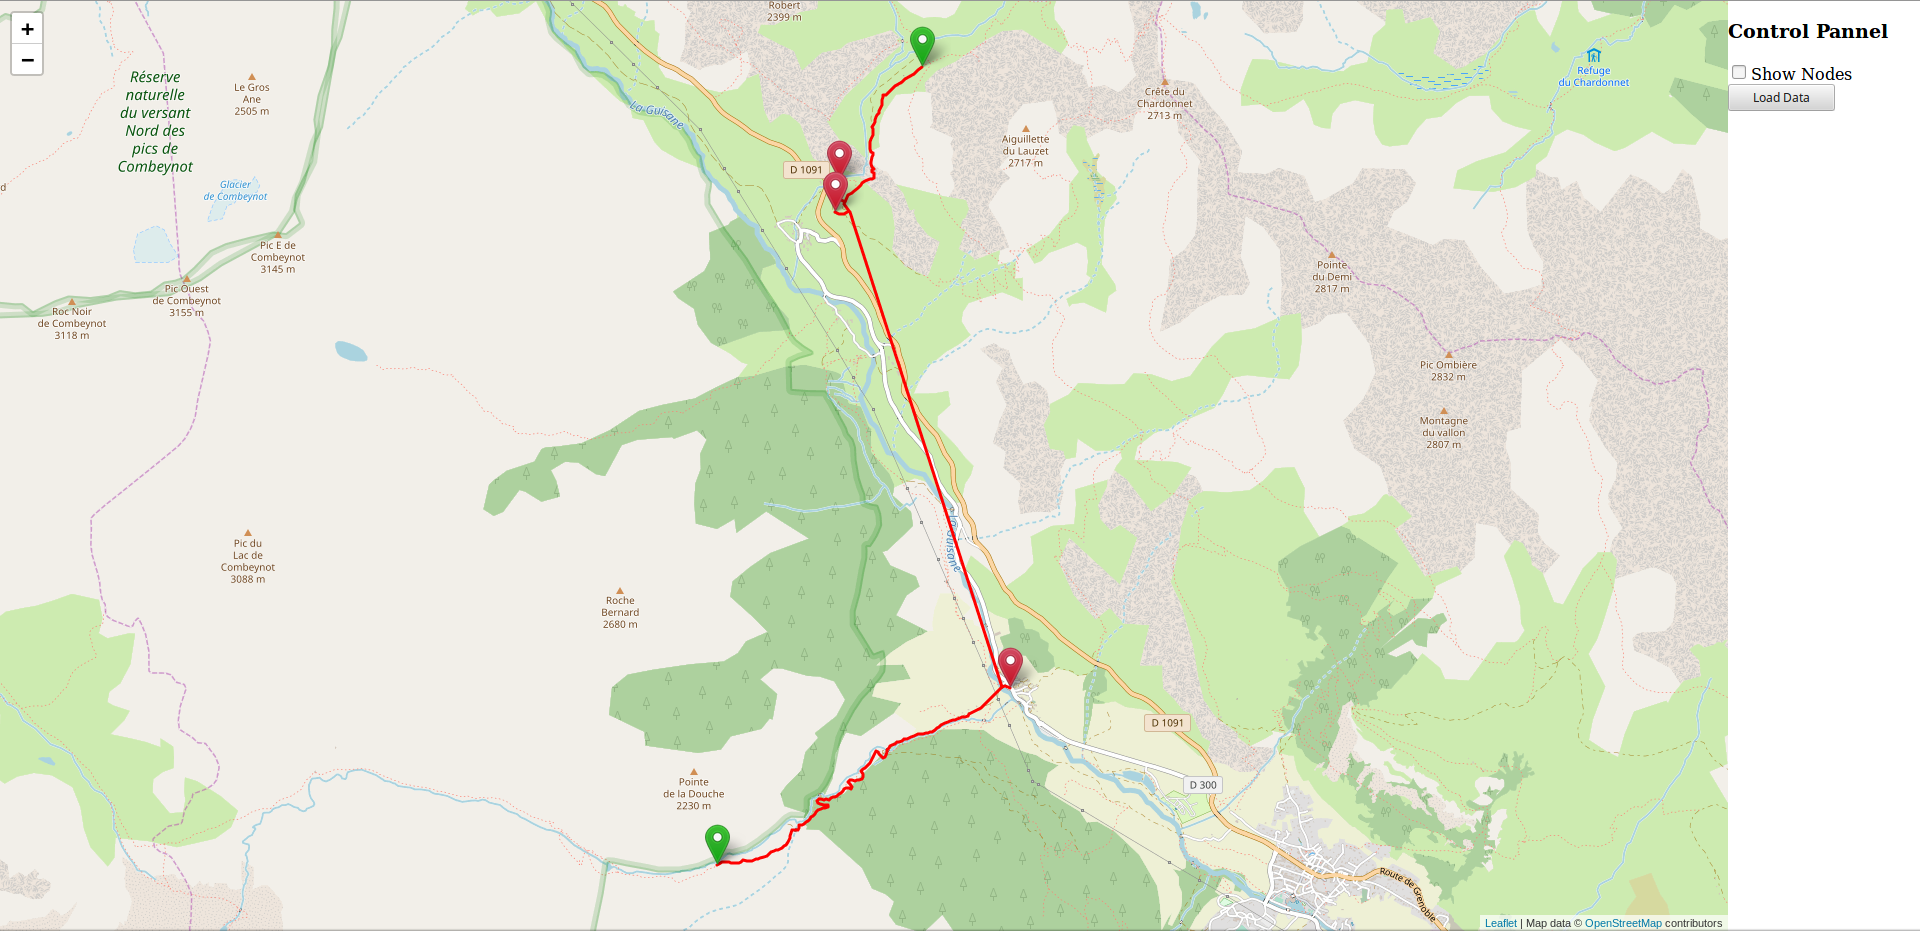 +
−
Réserve
naturelle
du versant
Nord des
pics de
Combeynot
Le Gros
Ane
2505 m
Glacier
de Combeynot
Pic E de
Combeynot
3145 m
Pic Ouest
de Combeynot
3155 m
Roc Noir
de Combeynot
3118 m
d
Robert
2399 m
La Guisane
D 1091
Aiguillette
du Lauzet
2717 m
Crête du
Chardonnet
2713 m
Refuge
du Chardonnet
Pointe
du Demi
2817 m
Pic Ombière
2832 m
Montagne
du vallon
2807 m
Pic du
Lac de
Combeynot
3088 m
Roche
Bernard
2680 m
La Guisane
Pointe
de la Douche
2230 m
D 1091
D 300
Route de Grenoble
Leaflet | Map data © OpenStreetMap contributors
Control Pannel
Show Nodes
Load Data